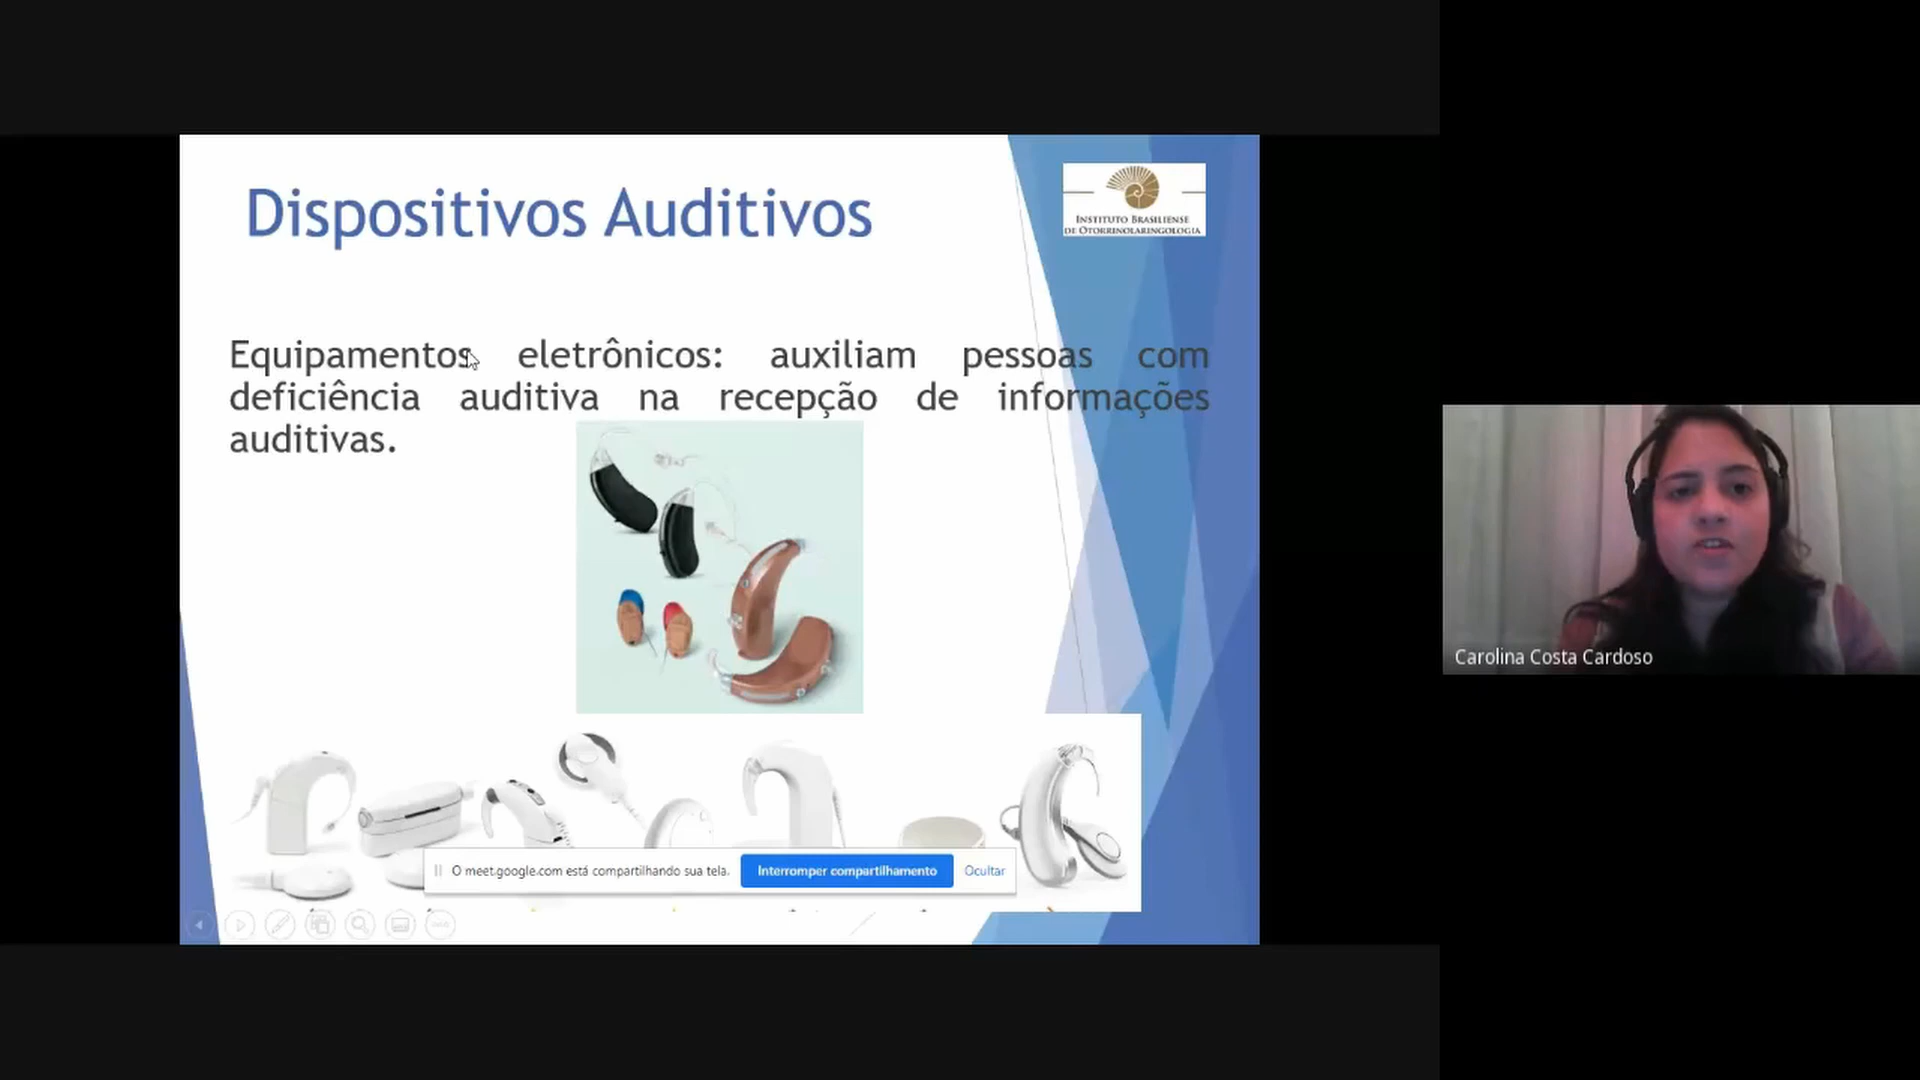 Dispositivos Auditivos
INSTITUTO BRASILIENSE
DE OTORRINOLARINGOLOGIA
Equipamentos eletrônicos: auxiliam pessoas com
deficiência auditiva na recepção de informações
auditivas.
Carolina Costa Cardoso
O meet.google.com está compartilhando sua tela.
Interromper compartilhamento
Ocultar